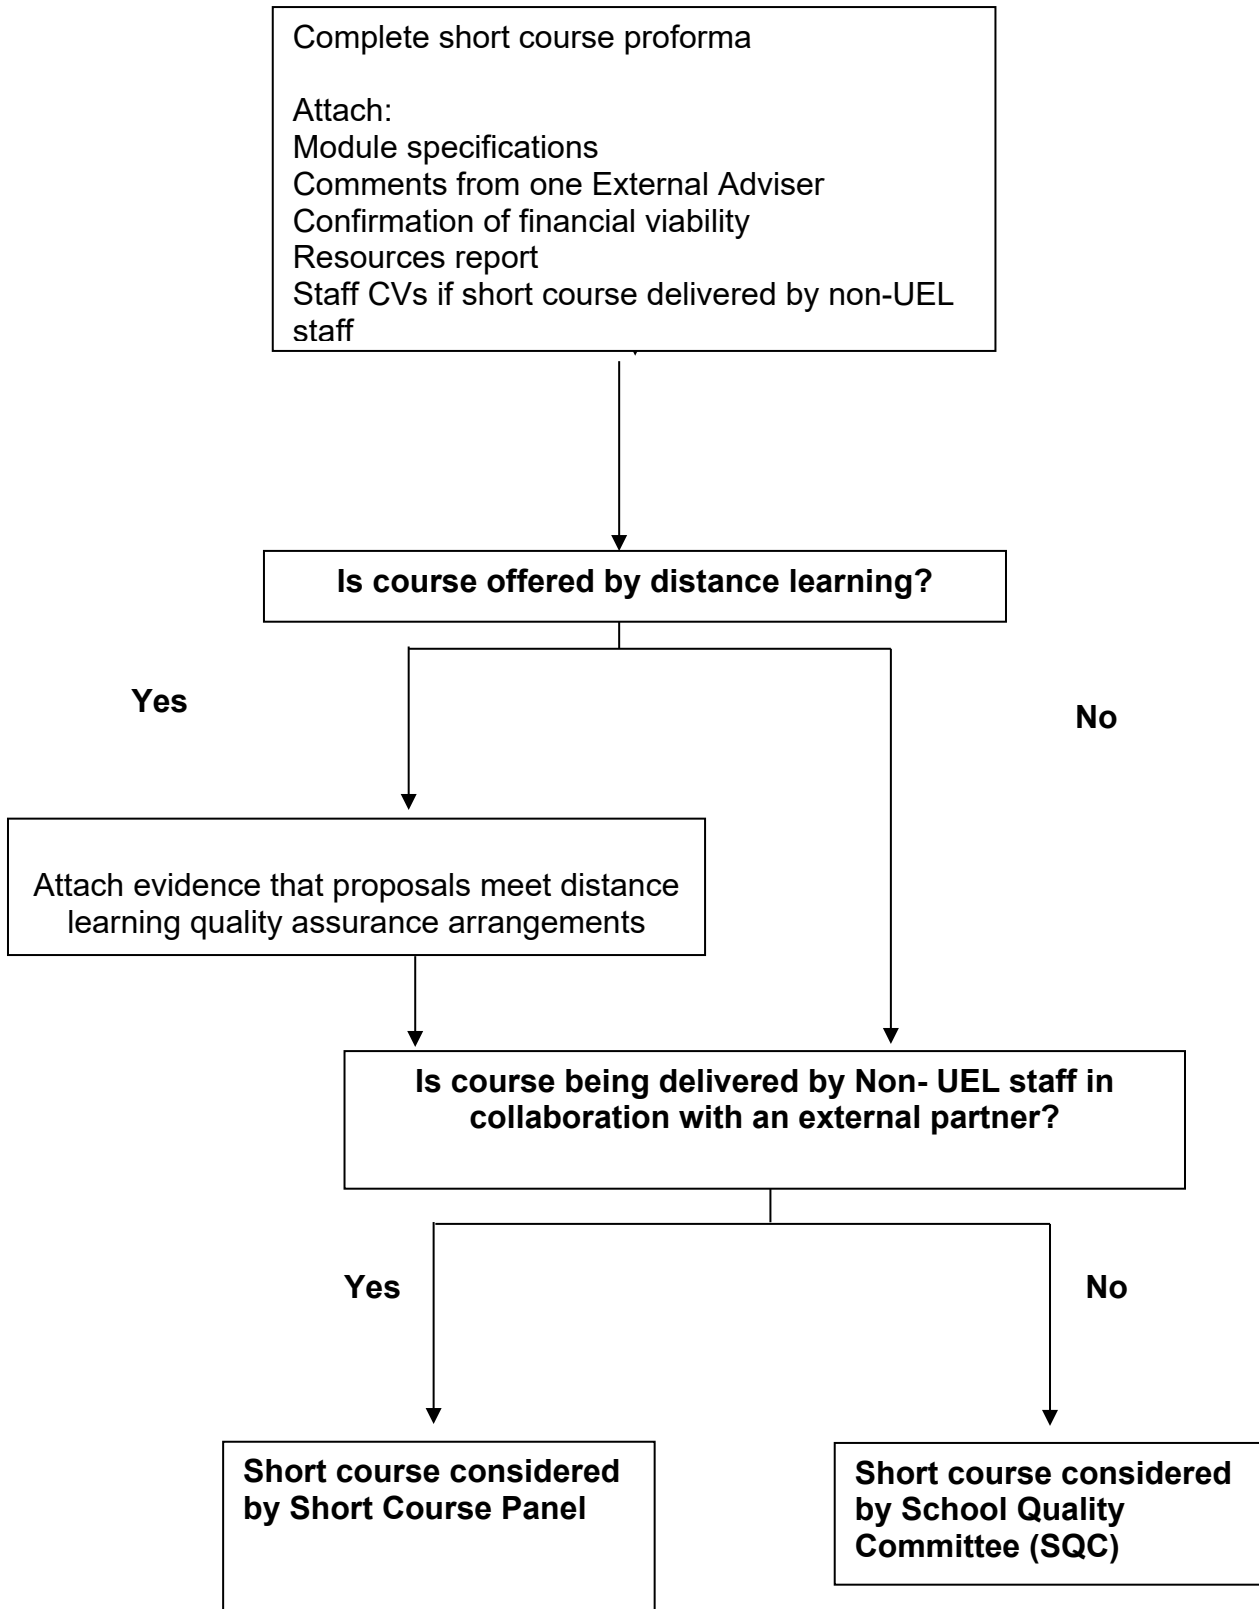 Complete short course proforma
Attach:
Module specifications
Comments from one External Adviser
Confirmation of financial viability
Resources report
Staff CVs if short course delivered by non-UEL
staff
Is course offered by distance learning?
Yes
No
Attach evidence that proposals meet distance
learning quality assurance arrangements
Is course being delivered by Non- UEL staff in
collaboration with an external partner?
Yes
No
Short course considered
by Short Course Panel
Short course considered
by School Quality
Committee (SQC)